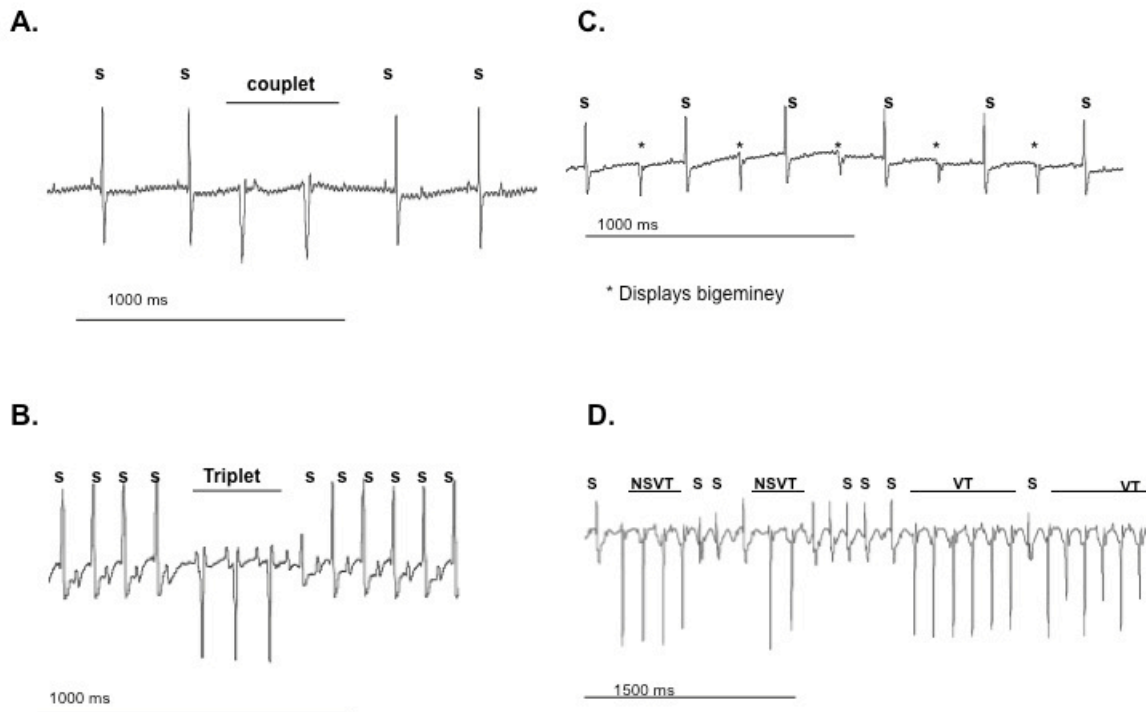 A.
S S couplet S S
1000 ms
B.
S S S S Triplet S S S S S S
1000 ms
C.
S S S S S S
* * * * *
1000 ms
* Displays bigeminey
D.
S NSVT S S NSVT S S S VT S VT
1500 ms